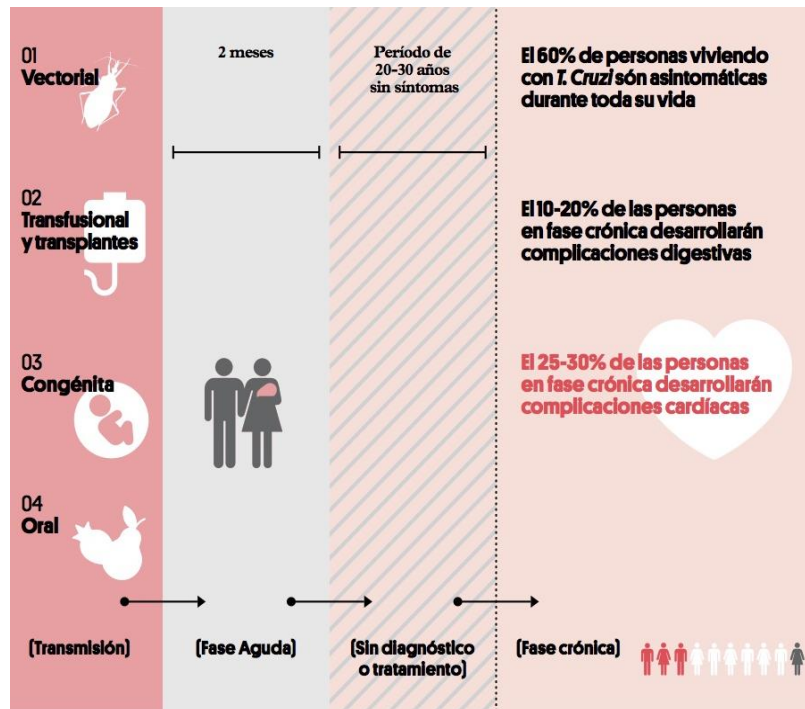 01
Vectorial
02
Transfusional
y transplantes
03
Congénita
04
Oral
(Transmisión)
2 meses
(Fase Aguda)
Período de
20-30 años
sin síntomas
(Sin diagnóstico
o tratamiento)
El 60% de personas viviendo
con T. Cruzi són asintomáticas
durante toda su vida
El 10-20% de las personas
en fase crónica desarrollarán
complicaciones digestivas
El 25-30% de las personas
en fase crónica desarrollarán
complicaciones cardíacas
(Fase crónica)